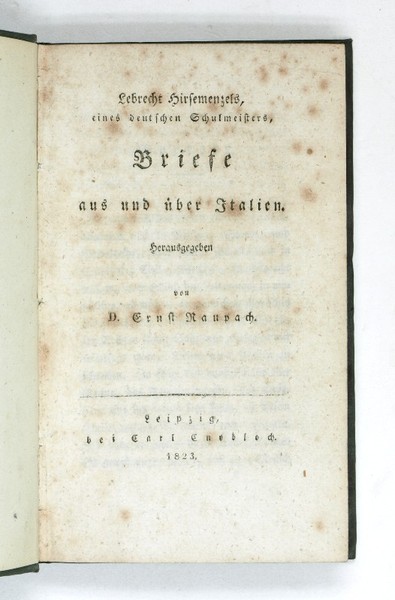 Lebrecht Hirsemenzels,
eines deutschen Schulmeisters,
Briefe
aus und über Italien.
Herausgegeben
von
D. Ernst Raupach.
Leipzig,
bei Carl Cnobloch.
1823.